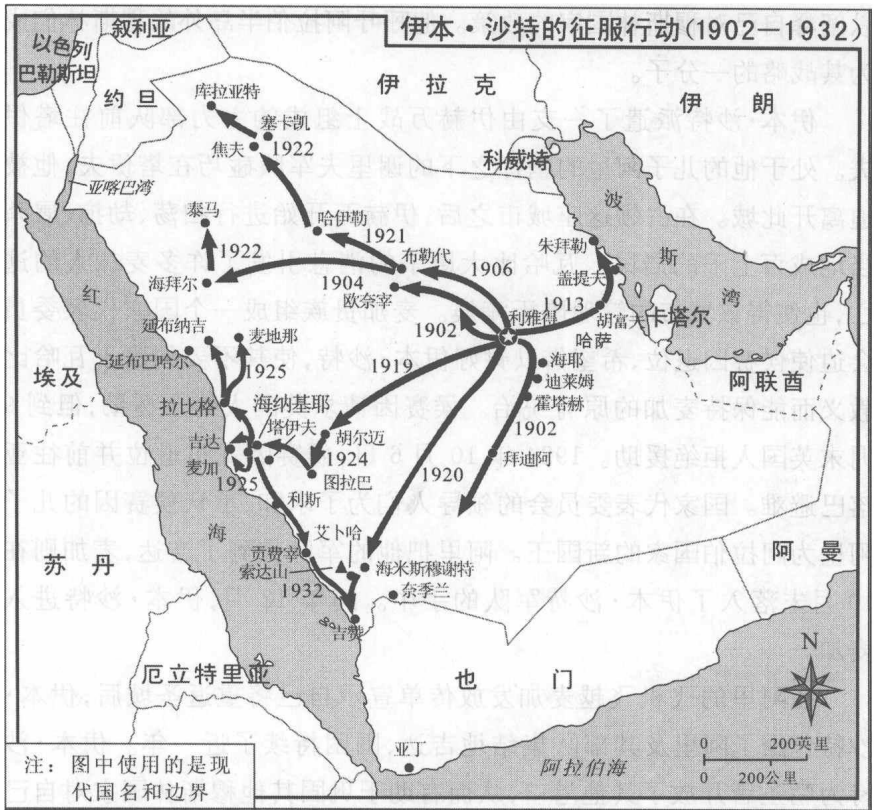 伊本·沙特的征服行动(1902—1932)
叙利亚
以色列
巴勒斯坦
约旦
伊拉克
伊朗
库拉亚特
塞卡凯
焦夫
1922
科威特
亚喀巴湾
波斯湾
塞马
哈伊勒
1921
1922
布勒代
朱拜勒
1906
盖提夫
海拜尔
1904
欧奈宰
1913
红海
利雅得
胡富夫
卡塔尔
哈萨
延布纳吉
麦地那
1902
延布巴哈尔
1925
1919
海耶
迪莱姆
阿联酋
埃及
霍塔赫
拉比格
海纳基耶
1902
塔伊夫
胡尔迈
吉达
1924
拜迪阿
麦加
图拉巴
1920
1925
利斯
艾卜哈
阿曼
苏丹
贡费宰
海米斯穆谢特
索达山
1932
奈季兰
吉赞
N
厄立特里亚
也门
0 200英里
亚丁
阿拉伯海
0 200公里
注：图中使用的是现
代国名和边界